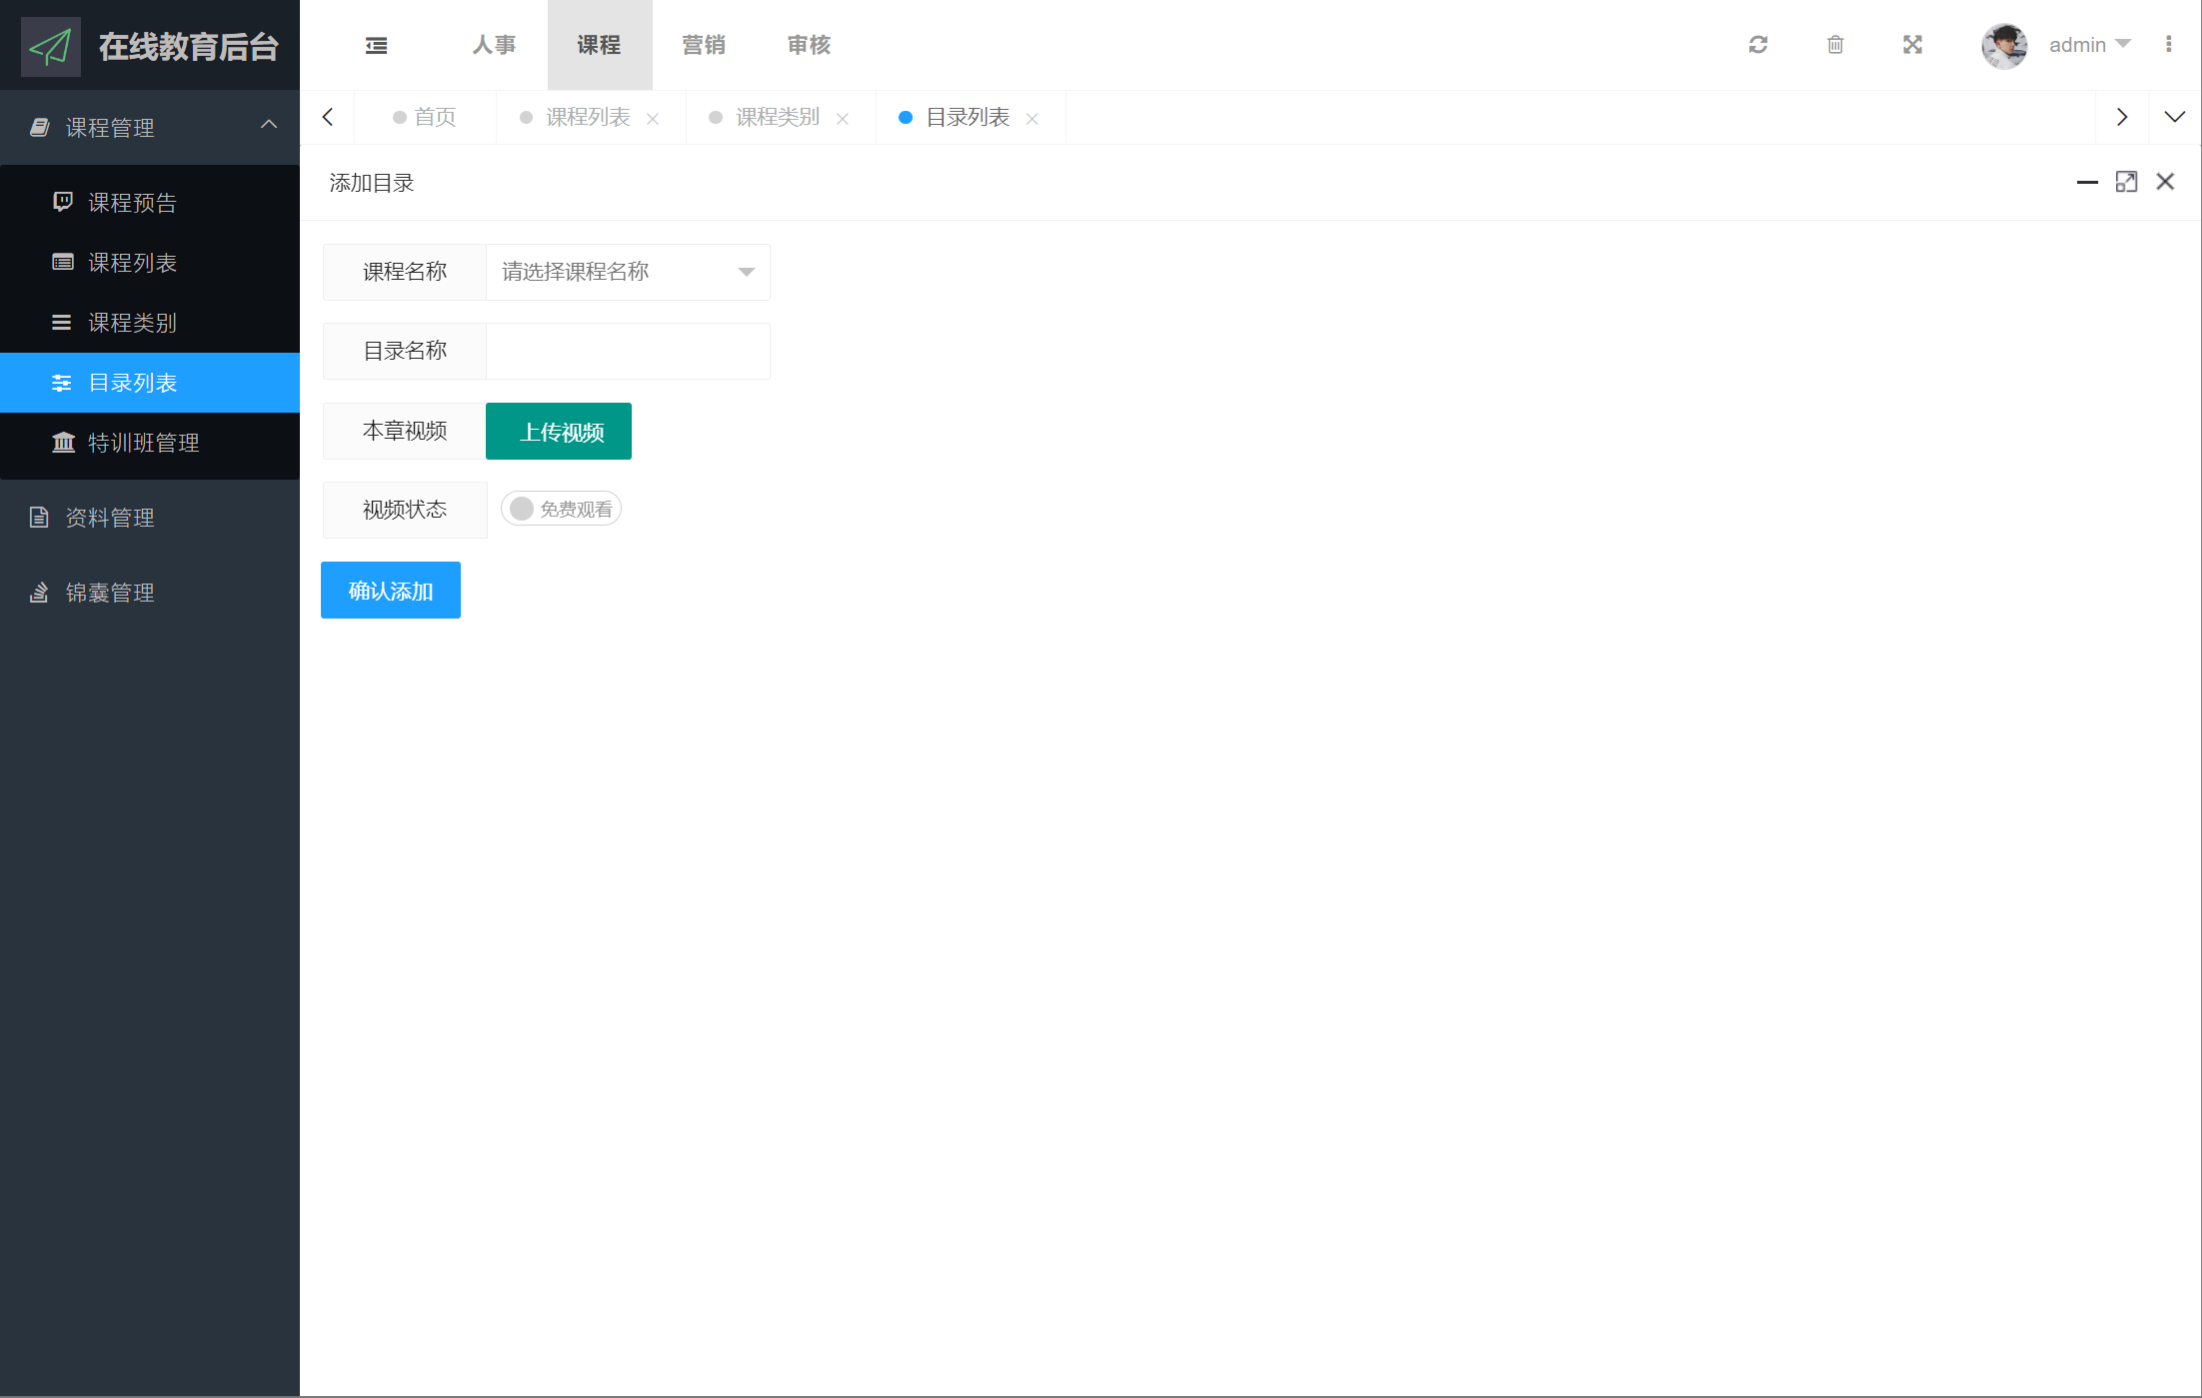 在线教育后台
人事
课程
营销
审核
admin
首页
课程列表
课程类别
目录列表
课程管理
课程预告
课程列表
课程类别
目录列表
特训班管理
资料管理
锦囊管理
添加目录
课程名称
请选择课程名称
目录名称
本章视频
上传视频
视频状态
免费观看
确认添加